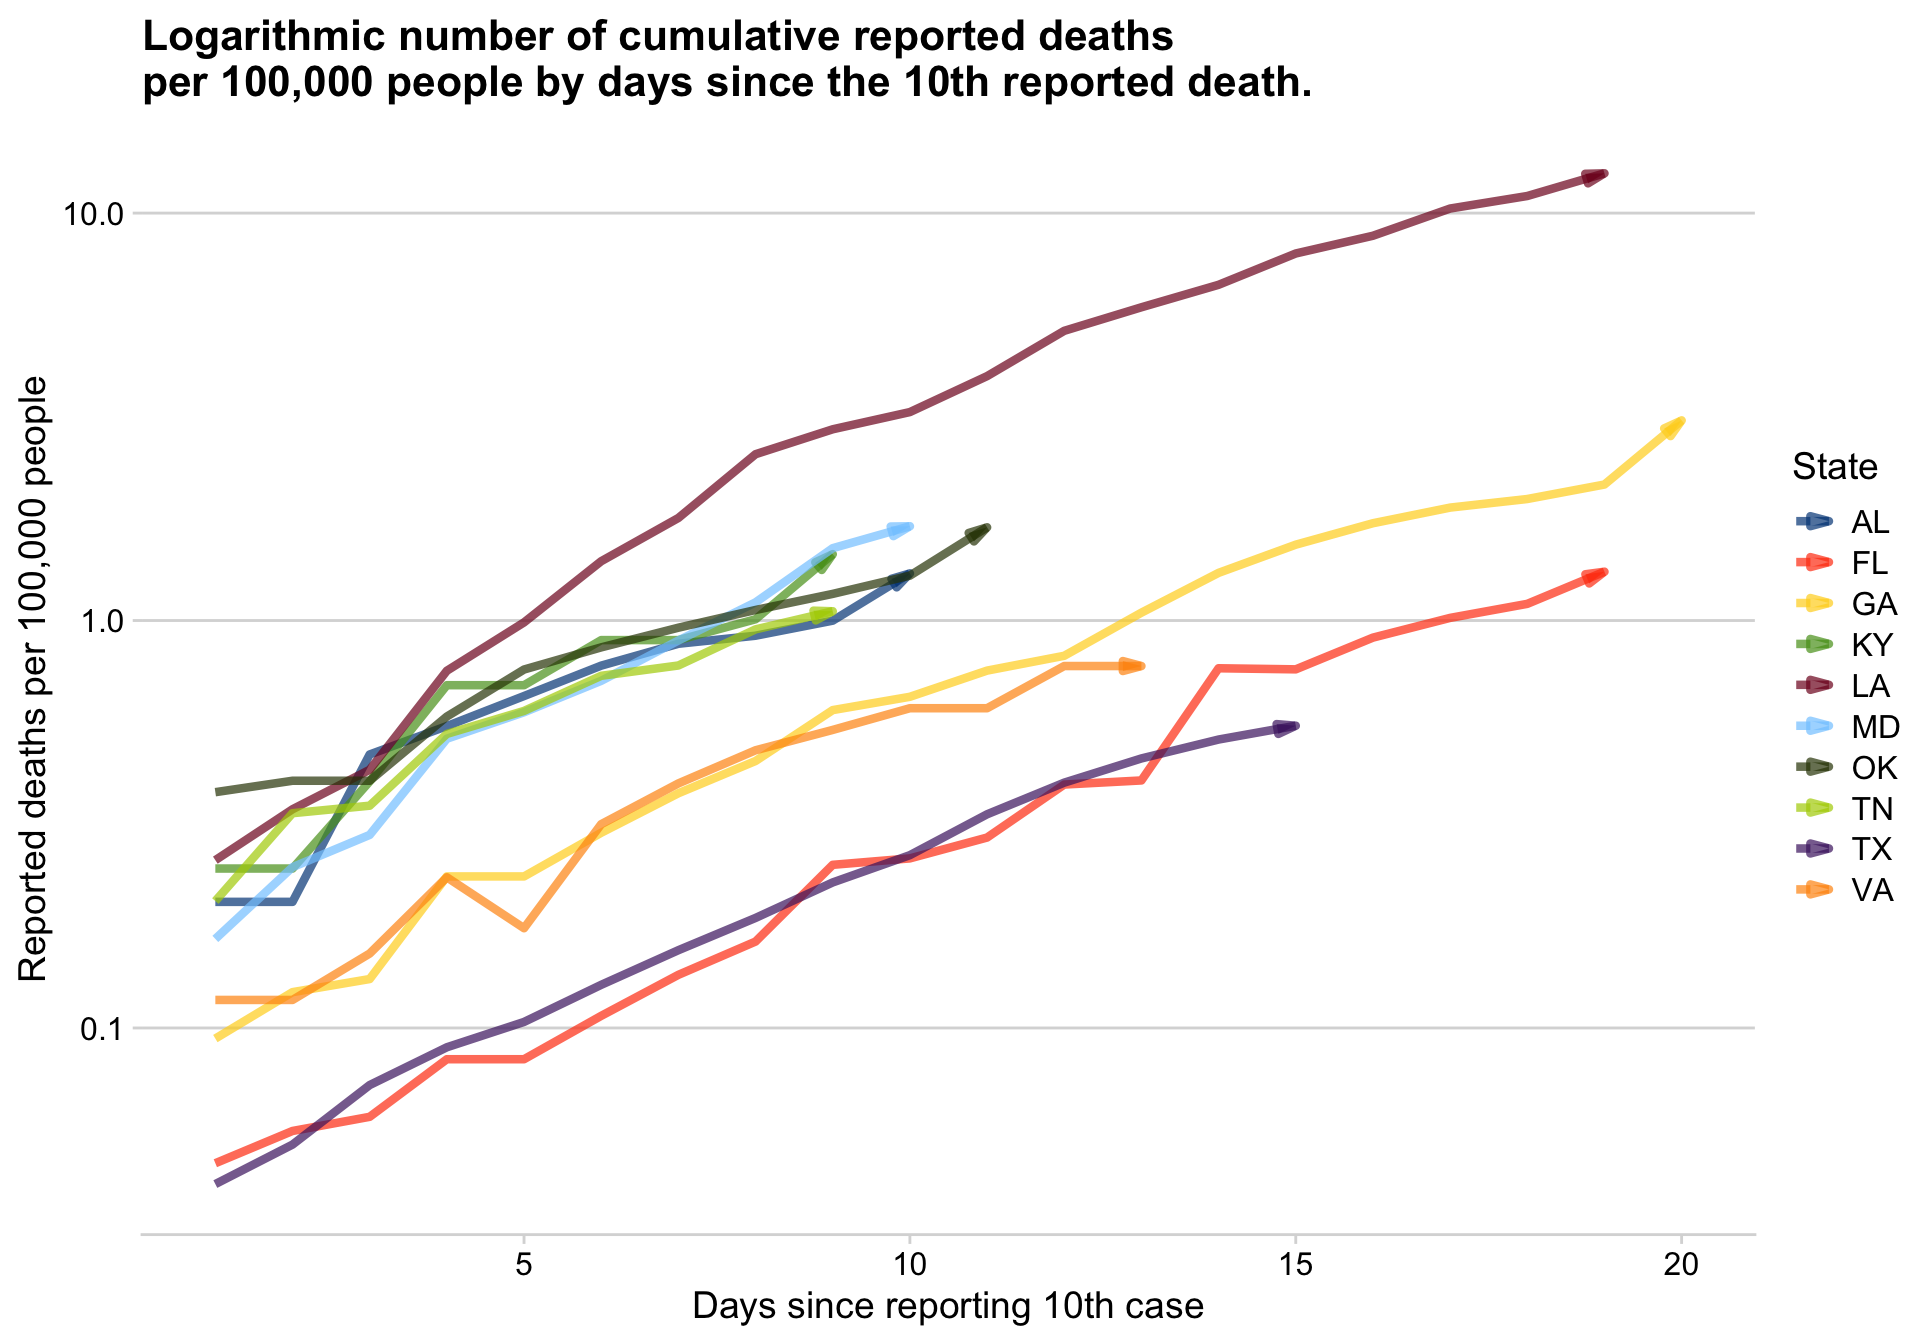 Logarithmic number of cumulative reported deaths
per 100,000 people by days since the 10th reported death.
Reported deaths per 100,000 people
10.0
1.0
0.1
5
10
15
20
Days since reporting 10th case
State
AL
FL
GA
KY
LA
MD
OK
TN
TX
VA